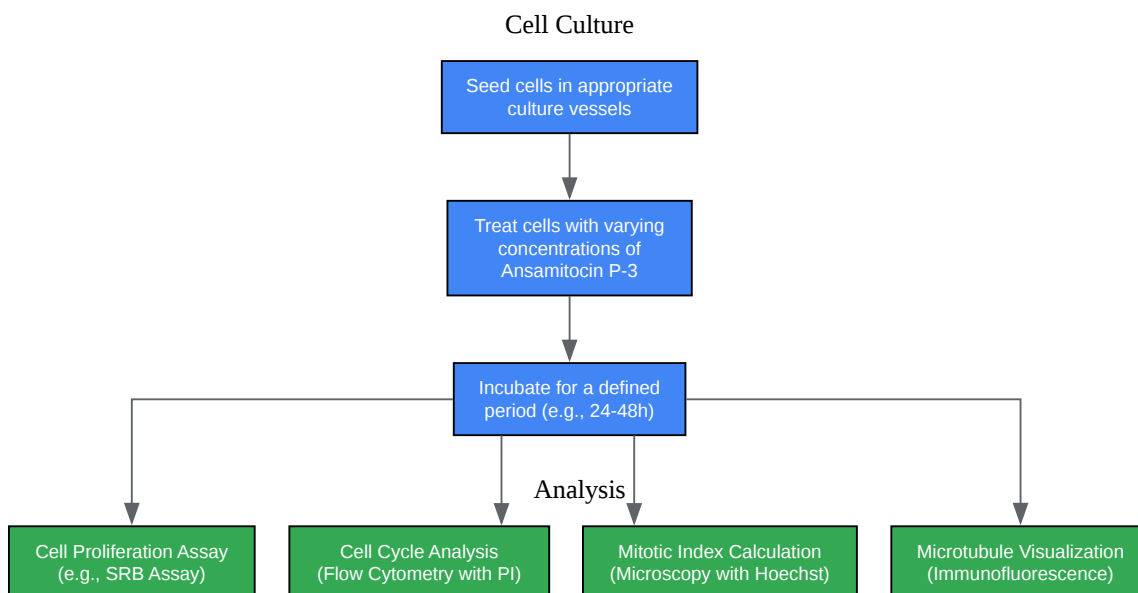 Cell Culture
Seed cells in appropriate
culture vessels
Treat cells with varying
concentrations of
Ansamitocin P-3
Incubate for a defined
period (e.g., 24-48h)
Analysis
Cell Proliferation Assay
(e.g., SRB Assay)
Cell Cycle Analysis
(Flow Cytometry with PI)
Mitotic Index Calculation
(Microscopy with Hoechst)
Microtubule Visualization
(Immunofluorescence)